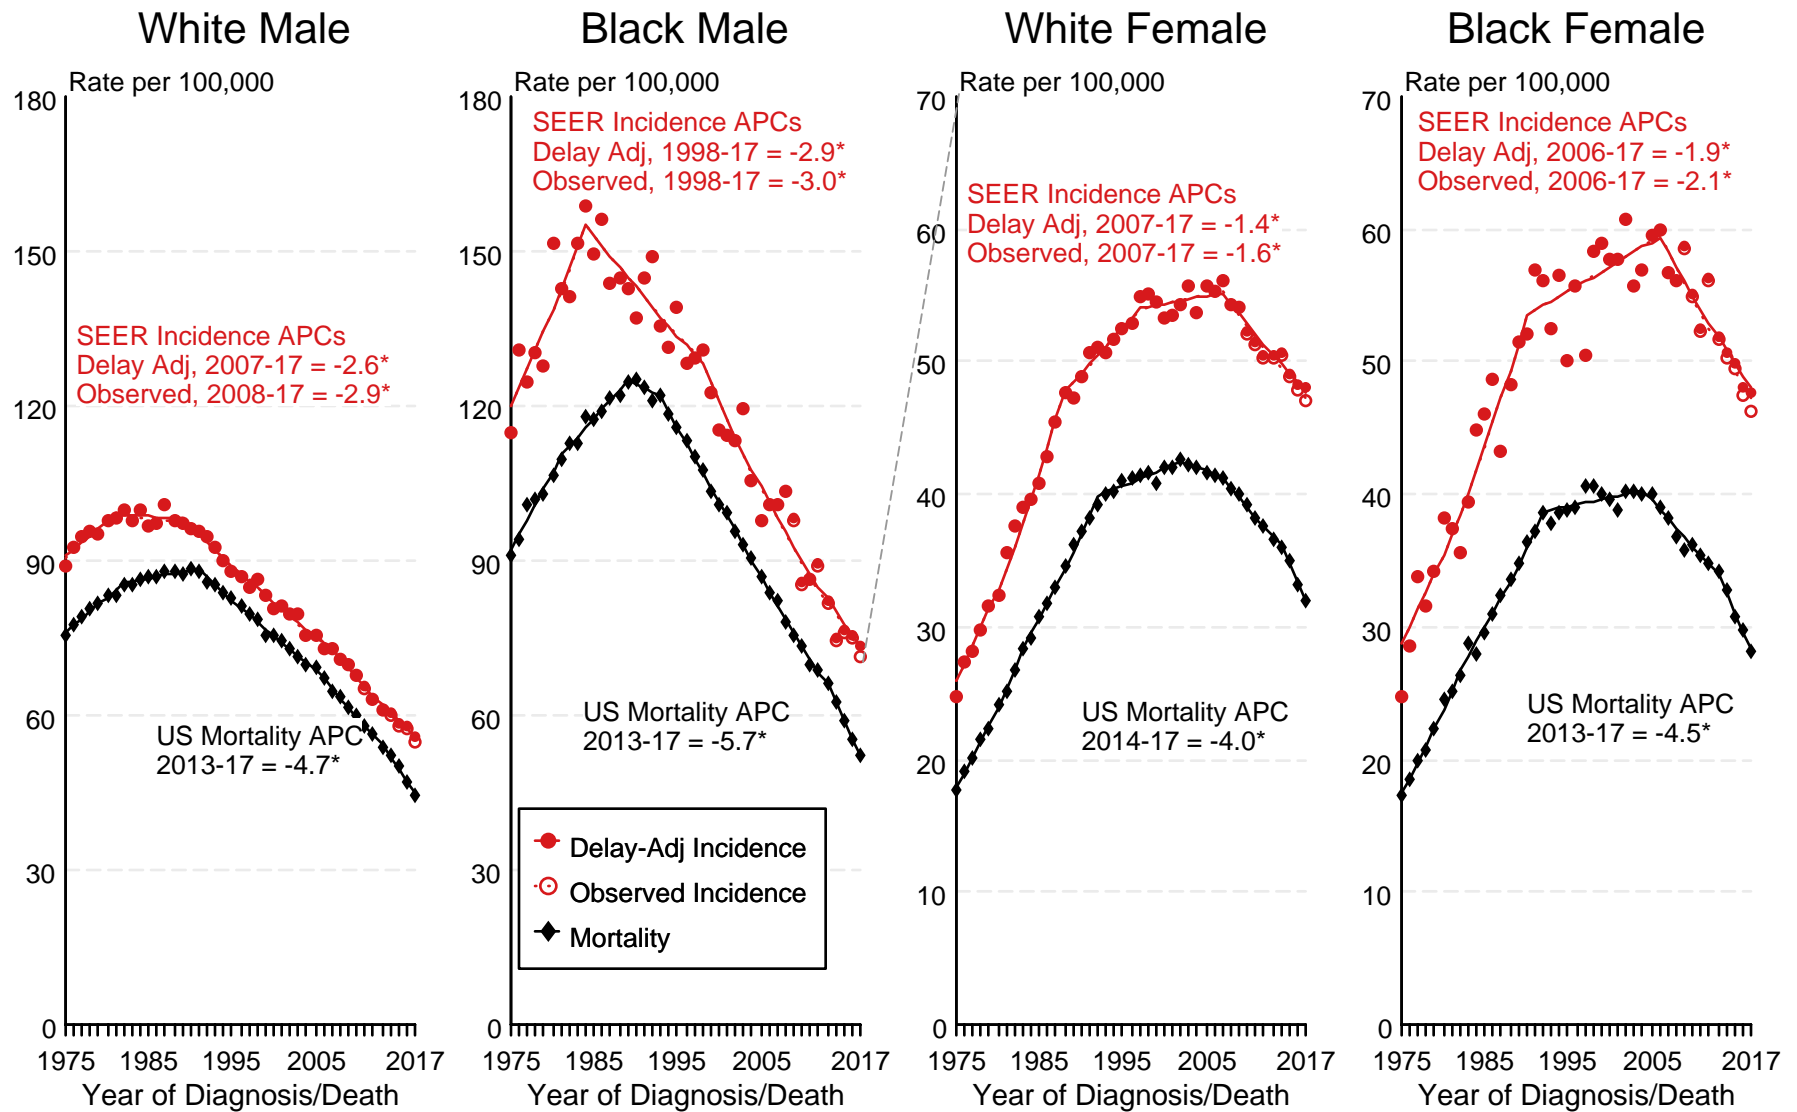 White Male
Rate per 100,000
180
150
120
90
60
30
0
SEER Incidence APCs
Delay Adj, 2007-17 = -2.6*
Observed, 2008-17 = -2.9*
US Mortality APC
2013-17 = -4.7*
1975 1985 1995 2005 2017
Year of Diagnosis/Death
Black Male
Rate per 100,000
180
150
120
90
60
30
0
SEER Incidence APCs
Delay Adj, 1998-17 = -2.9*
Observed, 1998-17 = -3.0*
US Mortality APC
2013-17 = -5.7*
Delay-Adj Incidence
Observed Incidence
Mortality
1975 1985 1995 2005 2017
Year of Diagnosis/Death
White Female
Rate per 100,000
70
60
50
40
30
20
10
0
SEER Incidence APCs
Delay Adj, 2007-17 = -1.4*
Observed, 2007-17 = -1.6*
US Mortality APC
2014-17 = -4.0*
1975 1985 1995 2005 2017
Year of Diagnosis/Death
Black Female
Rate per 100,000
70
60
50
40
30
20
10
0
SEER Incidence APCs
Delay Adj, 2006-17 = -1.9*
Observed, 2006-17 = -2.1*
US Mortality APC
2013-17 = -4.5*
1975 1985 1995 2005 2017
Year of Diagnosis/Death